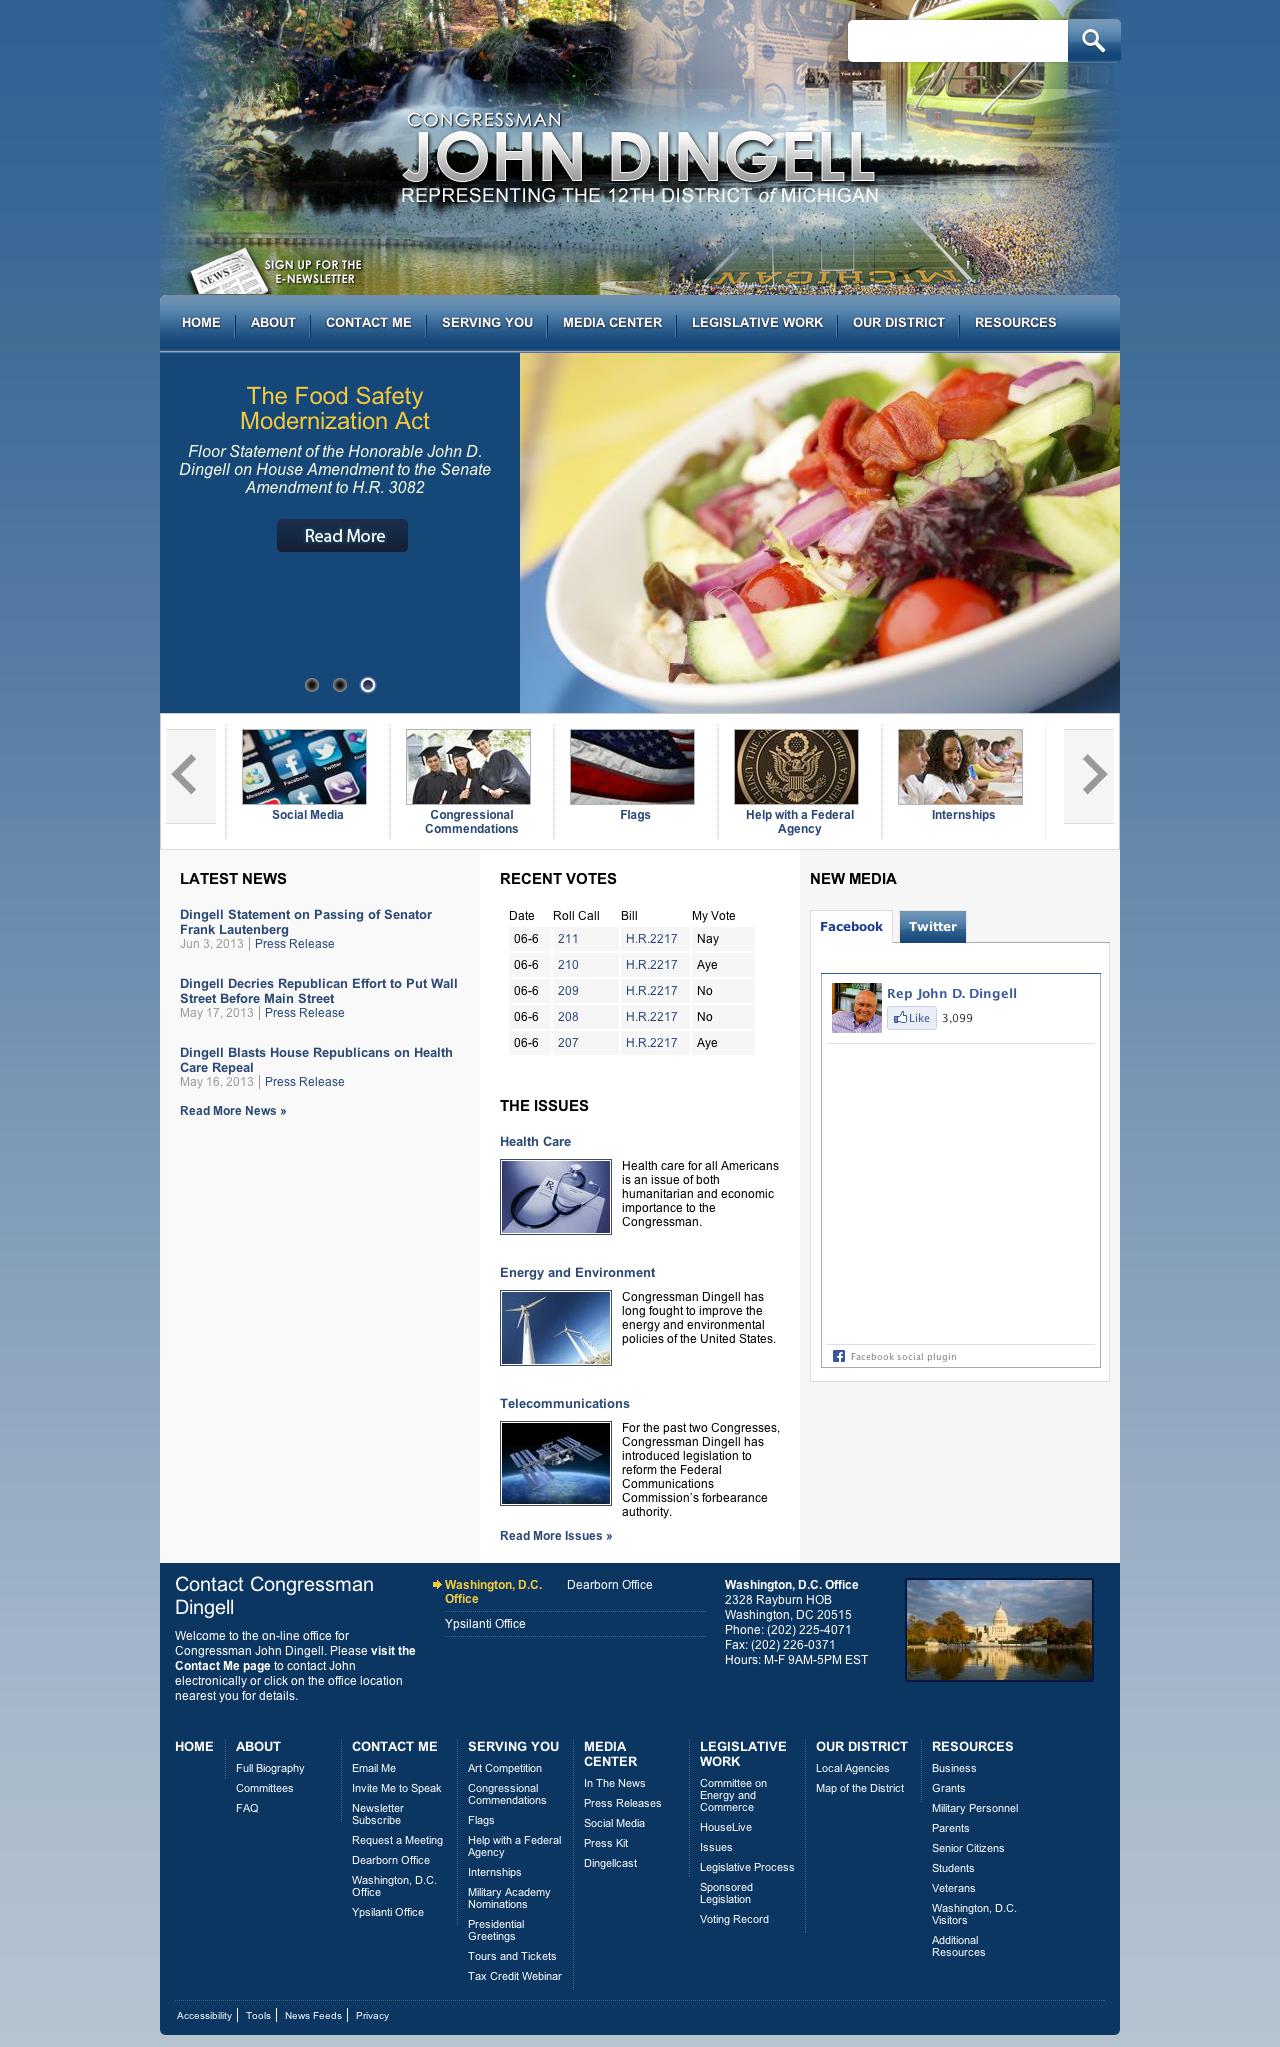 CONGRESSMAN
JOHN DINGELL
REPRESENTING THE 12TH DISTRICT of MICHIGAN
MICHIGAN
NEWS
SIGN UP FOR THE
E-NEWSLETTER
HOME
ABOUT
CONTACT ME
SERVING YOU
MEDIA CENTER
LEGISLATIVE WORK
OUR DISTRICT
RESOURCES
The Food Safety
Modernization Act
Floor Statement of the Honorable John D.
Dingell on House Amendment to the Senate
Amendment to H.R. 3082
Read More
Social Media
Congressional
Commendations
Flags
Help with a Federal
Agency
Internships
LATEST NEWS
Dingell Statement on Passing of Senator
Frank Lautenberg
Jun 3, 2013 | Press Release
Dingell Decries Republican Effort to Put Wall
Street Before Main Street
May 17, 2013 | Press Release
Dingell Blasts House Republicans on Health
Care Repeal
May 16, 2013 | Press Release
Read More News »
RECENT VOTES
Date Roll Call Bill My Vote
06-6 211 H.R.2217 Nay
06-6 210 H.R.2217 Aye
06-6 209 H.R.2217 No
06-6 208 H.R.2217 No
06-6 207 H.R.2217 Aye
THE ISSUES
Health Care
Health care for all Americans
is an issue of both
humanitarian and economic
importance to the
Congressman.
Energy and Environment
Congressman Dingell has
long fought to improve the
energy and environmental
policies of the United States.
Telecommunications
For the past two Congresses,
Congressman Dingell has
introduced legislation to
reform the Federal
Communications
Commission's forbearance
authority.
Read More Issues »
NEW MEDIA
Facebook
Twitter
Rep John D. Dingell
Like 3,099
Facebook social plugin
Contact Congressman
Dingell
Welcome to the on-line office for
Congressman John Dingell. Please visit the
Contact Me page to contact John
electronically or click on the office location
nearest you for details.
Washington, D.C.
Office
Dearborn Office
Ypsilanti Office
Washington, D.C. Office
2328 Rayburn HOB
Washington, DC 20515
Phone: (202) 225-4071
Fax: (202) 226-0371
Hours: M-F 9AM-5PM EST
HOME
ABOUT
Full Biography
Committees
FAQ
CONTACT ME
Email Me
Invite Me to Speak
Newsletter
Subscribe
Request a Meeting
Dearborn Office
Washington, D.C.
Office
Ypsilanti Office
SERVING YOU
Art Competition
Congressional
Commendations
Flags
Help with a Federal
Agency
Internships
Military Academy
Nominations
Presidential
Greetings
Tours and Tickets
Tax Credit Webinar
MEDIA
CENTER
In The News
Press Releases
Social Media
Press Kit
Dingellcast
LEGISLATIVE
WORK
Committee on
Energy and
Commerce
HouseLive
Issues
Legislative Process
Sponsored
Legislation
Voting Record
OUR DISTRICT
Local Agencies
Map of the District
RESOURCES
Business
Grants
Military Personnel
Parents
Senior Citizens
Students
Veterans
Washington, D.C.
Visitors
Additional
Resources
Accessibility | Tools | News Feeds | Privacy